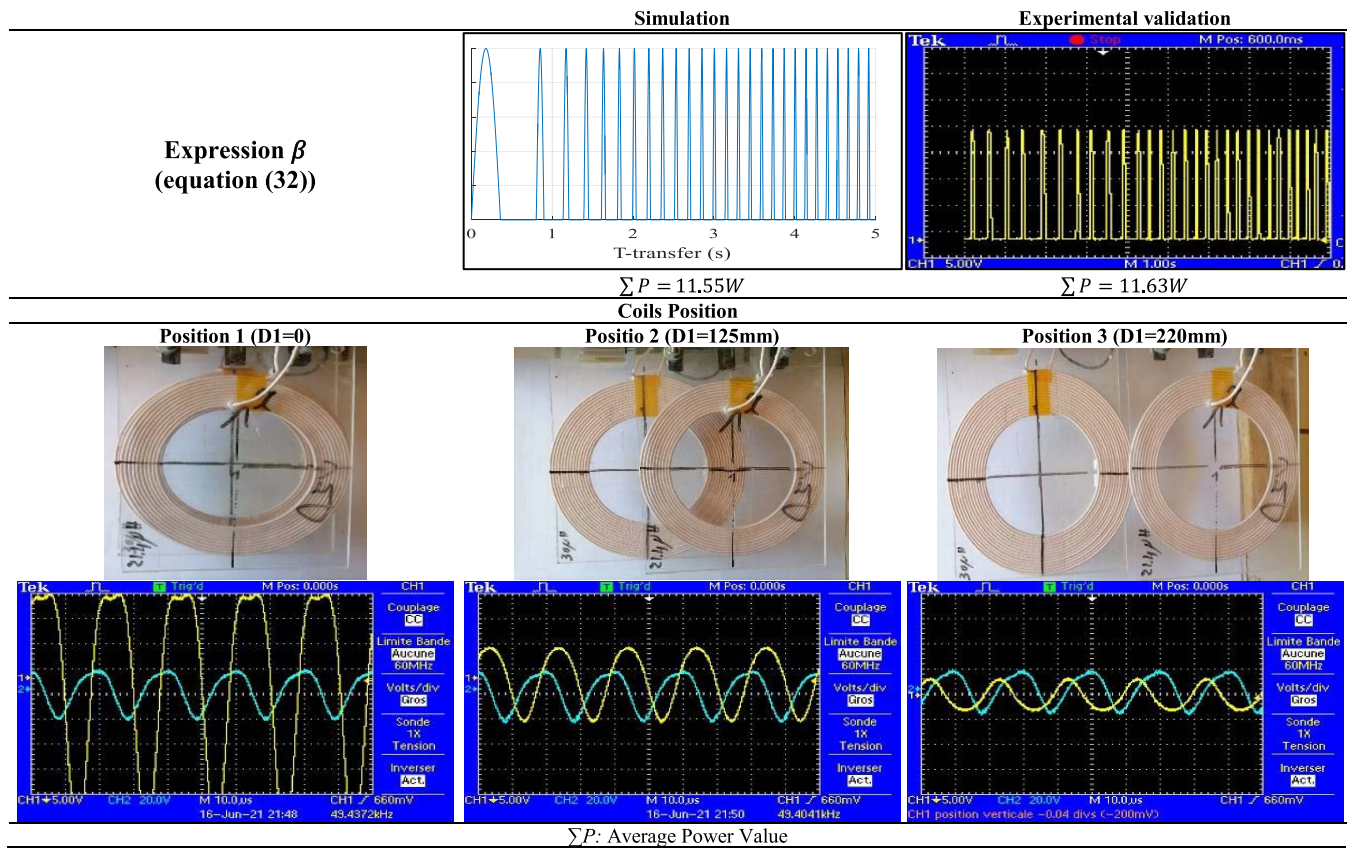 Simulation
Experimental validation
Expression β
(equation (32))
0 1 2 3 4 5
T-transfer (s)
Tek Stop M Pos: 600.0ms
1
CH1 5.00V M 1.00s CH1 0.
∑P = 11.55W
∑P = 11.63W
Coils Position
Position 1 (D1=0)
Positio 2 (D1=125mm)
Position 3 (D1=220mm)
Tek T Trig'd M Pos: 0.000s CH1
Couplage
CC
Limite Bande
Aucune
60MHz
Volts/div
Gros
Sonde
1X
Tension
Inverser
Act.
1
2
CH1 5.00V CH2 20.0V M 10.0µs CH1 660mV
16-Jun-21 21:48 49.4372kHz
Tek T Trig'd M Pos: 0.000s CH1
Couplage
CC
Limite Bande
Aucune
60MHz
Volts/div
Gros
Sonde
1X
Tension
Inverser
Act.
1
2
CH1 5.00V CH2 20.0V M 10.0µs CH1 660mV
16-Jun-21 21:50 49.4041kHz
Tek T Trig'd M Pos: 0.000s CH1
Couplage
CC
Limite Bande
Aucune
60MHz
Volts/div
Gros
Sonde
1X
Tension
Inverser
Act.
2
1
CH1 5.00V CH2 20.0V M 10.0µs CH1 660mV
CH1 position verticale -0.04 divs (-200mV)
∑P: Average Power Value